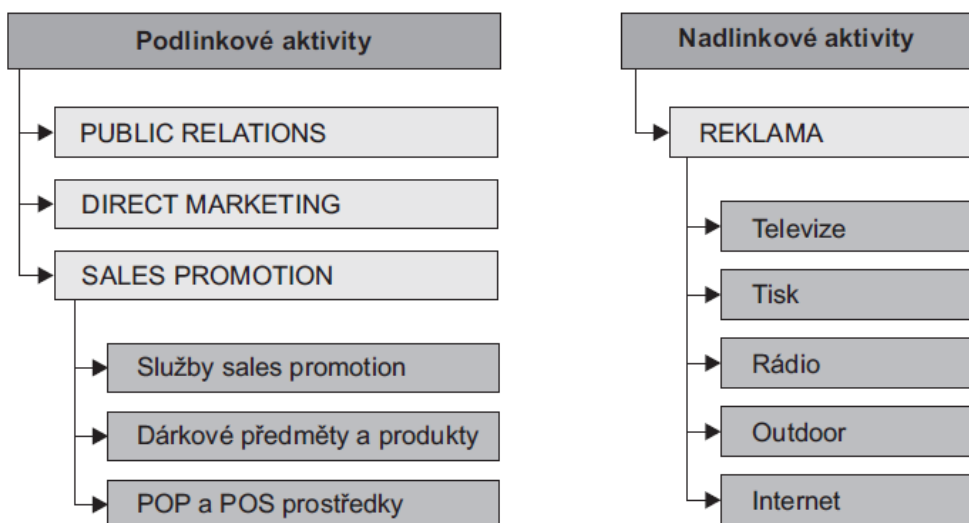 Podlinkové aktivity
PUBLIC RELATIONS
DIRECT MARKETING
SALES PROMOTION
Služby sales promotion
Dárkové předměty a produkty
POP a POS prostředky
Nadlinkové aktivity
REKLAMA
Televize
Tisk
Rádio
Outdoor
Internet